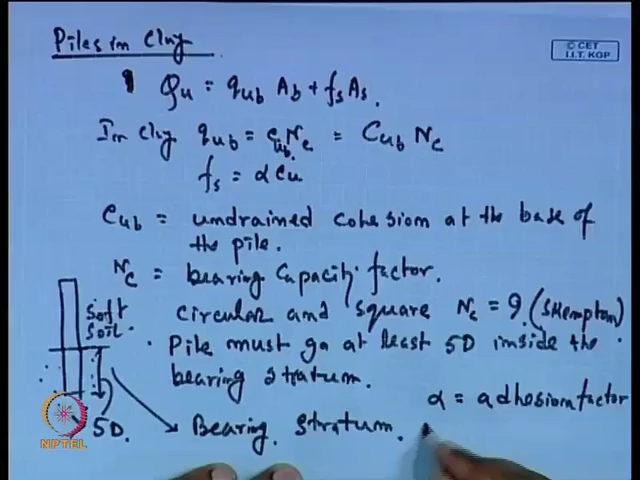 Piles in Clay
© CET
I.I.T. KGP
Qu = qub Ab + fs As.
In Clay qub = cub Nc = Cub Nc
fs = α Cu
Cub = undrained cohesion at the base of
the pile.
Nc = bearing capacity factor.
circular and square Nc = 9. (Skempton)
Soft
Soil.
Pile must go at least 5D inside the
bearing stratum.
α = adhesion factor
5D.
Bearing stratum.
NPTEL